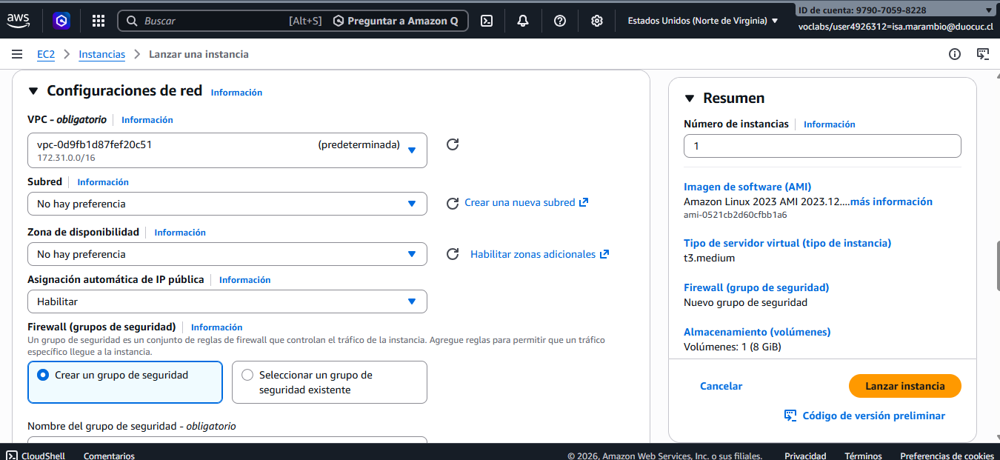 aws
Buscar
[Alt+S]
Preguntar a Amazon Q
Estados Unidos (Norte de Virginia)
ID de cuenta: 9790-7059-8228
voclabs/user4926312=isa.marambio@duocuc.cl
EC2
Instancias
Lanzar una instancia
Configuraciones de red
Información
VPC - obligatorio
Información
vpc-0d9fb1d87fef20c51
(predeterminada)
172.31.0.0/16
Subred
Información
No hay preferencia
Crear una nueva subred
Zona de disponibilidad
Información
No hay preferencia
Habilitar zonas adicionales
Asignación automática de IP pública
Información
Habilitar
Firewall (grupos de seguridad)
Información
Un grupo de seguridad es un conjunto de reglas de firewall que controlan el tráfico de la instancia. Agregue reglas para permitir que un tráfico
específico llegue a la instancia.
Crear un grupo de seguridad
Seleccionar un grupo de
seguridad existente
Nombre del grupo de seguridad - obligatorio
Resumen
Número de instancias
Información
1
Imagen de software (AMI)
Amazon Linux 2023 AMI 2023.12....más información
ami-0521cb2d60cfbb1a6
Tipo de servidor virtual (tipo de instancia)
t3.medium
Firewall (grupo de seguridad)
Nuevo grupo de seguridad
Almacenamiento (volúmenes)
Volúmenes: 1 (8 GiB)
Cancelar
Lanzar instancia
Código de versión preliminar
CloudShell
Comentarios
© 2026, Amazon Web Services, Inc. o sus filiales.
Privacidad
Términos
Preferencias de cookies